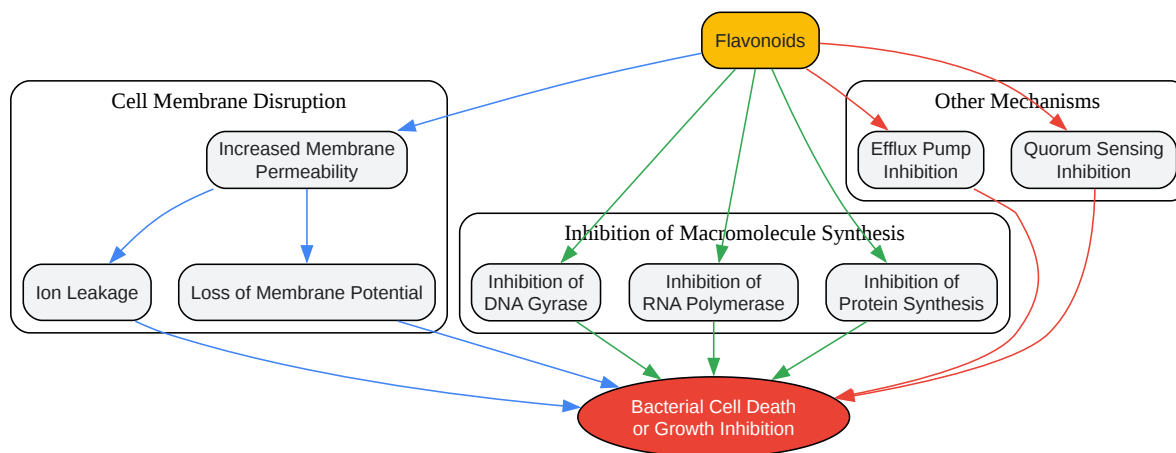 Flavonoids
Cell Membrane Disruption
Increased Membrane
Permeability
Ion Leakage
Loss of Membrane Potential
Inhibition of Macromolecule Synthesis
Inhibition of
DNA Gyrase
Inhibition of
RNA Polymerase
Inhibition of
Protein Synthesis
Other Mechanisms
Efflux Pump
Inhibition
Quorum Sensing
Inhibition
Bacterial Cell Death
or Growth Inhibition